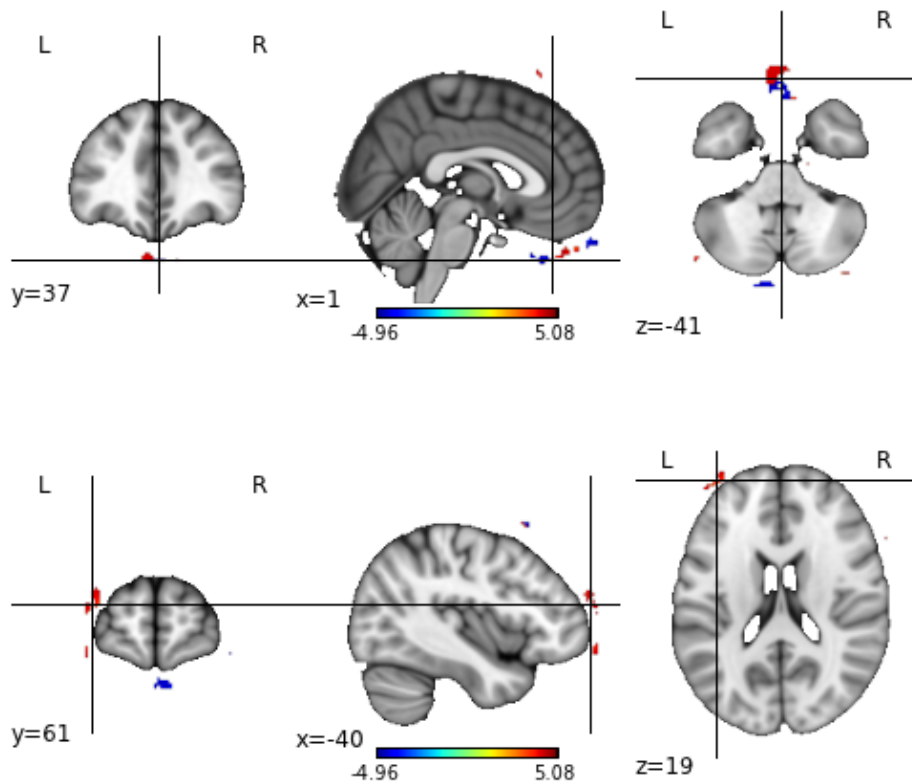 L R L R
y=37 x=1 z=-41
-4.96 5.08
L R L R
y=61 x=-40 z=19
-4.96 5.08